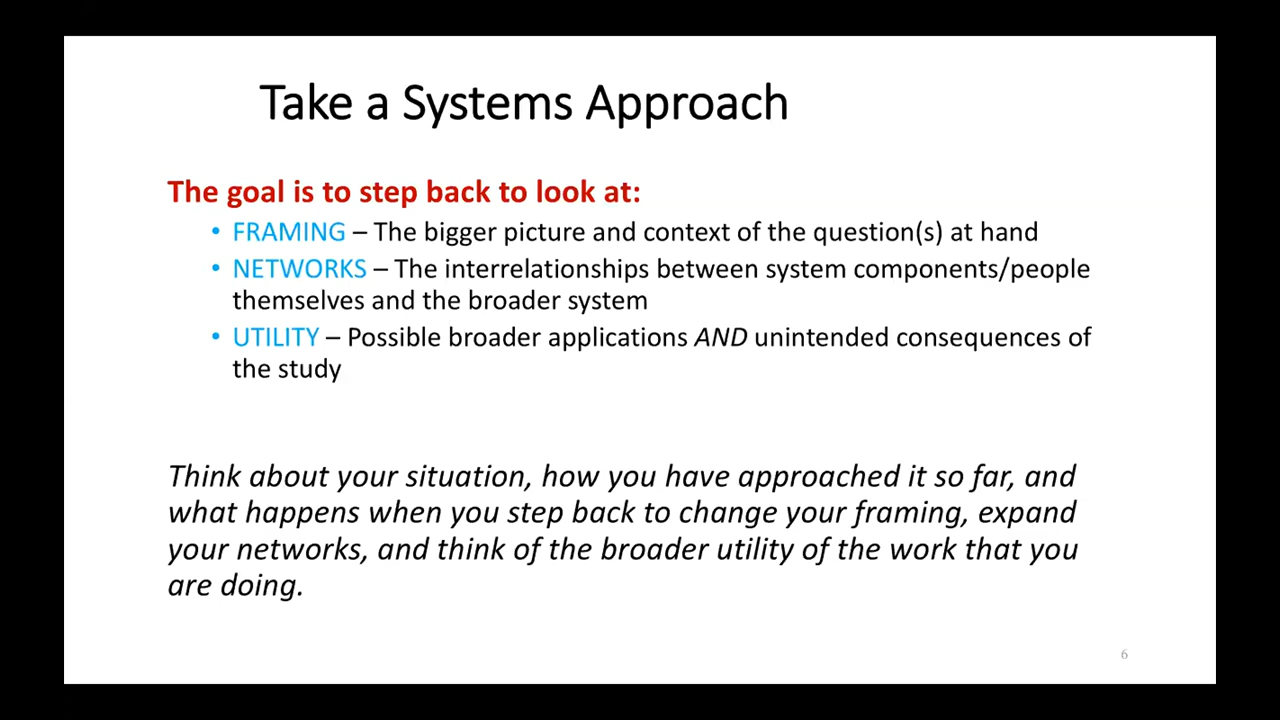 Take a Systems Approach
The goal is to step back to look at:
• FRAMING – The bigger picture and context of the question(s) at hand
• NETWORKS – The interrelationships between system components/people
themselves and the broader system
• UTILITY – Possible broader applications AND unintended consequences of
the study
Think about your situation, how you have approached it so far, and
what happens when you step back to change your framing, expand
your networks, and think of the broader utility of the work that you
are doing.
6